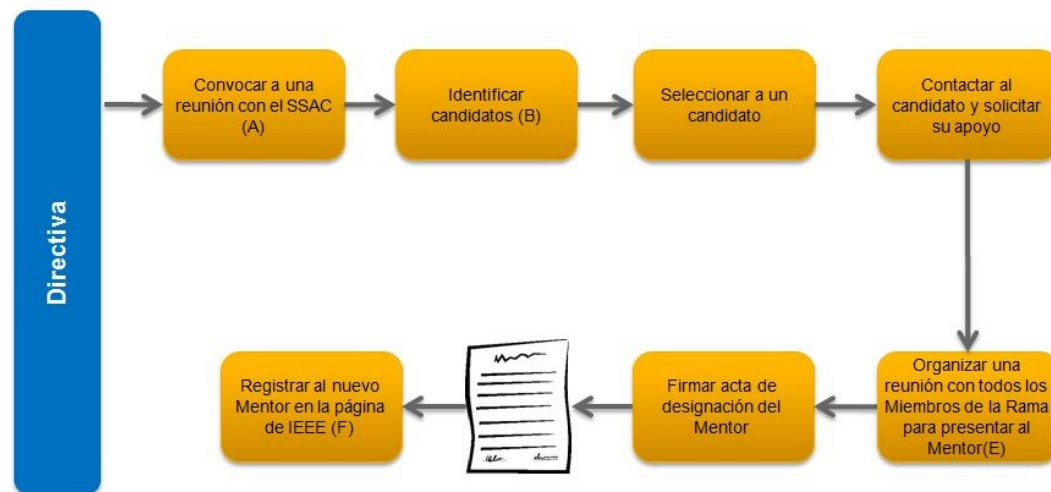 Directiva
Convocar a una
reunión con el SSAC
(A)
Identificar
candidatos (B)
Seleccionar a un
candidato
Contactar al
candidato y solicitar
su apoyo
Organizar una
reunión con todos los
Miembros de la Rama
para presentar al
Mentor(E)
Firmar acta de
designación del
Mentor
Registrar al nuevo
Mentor en la página
de IEEE (F)